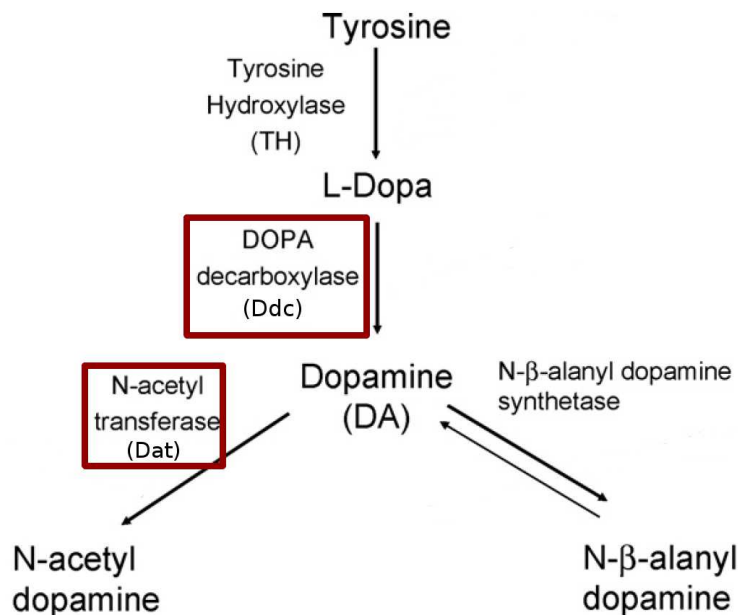 Tyrosine
Tyrosine
Hydroxylase
(TH)
L-Dopa
DOPA
decarboxylase
(Ddc)
Dopamine
(DA)
N-β-alanyl dopamine
synthetase
N-acetyl
transferase
(Dat)
N-acetyl
dopamine
N-β-alanyl
dopamine